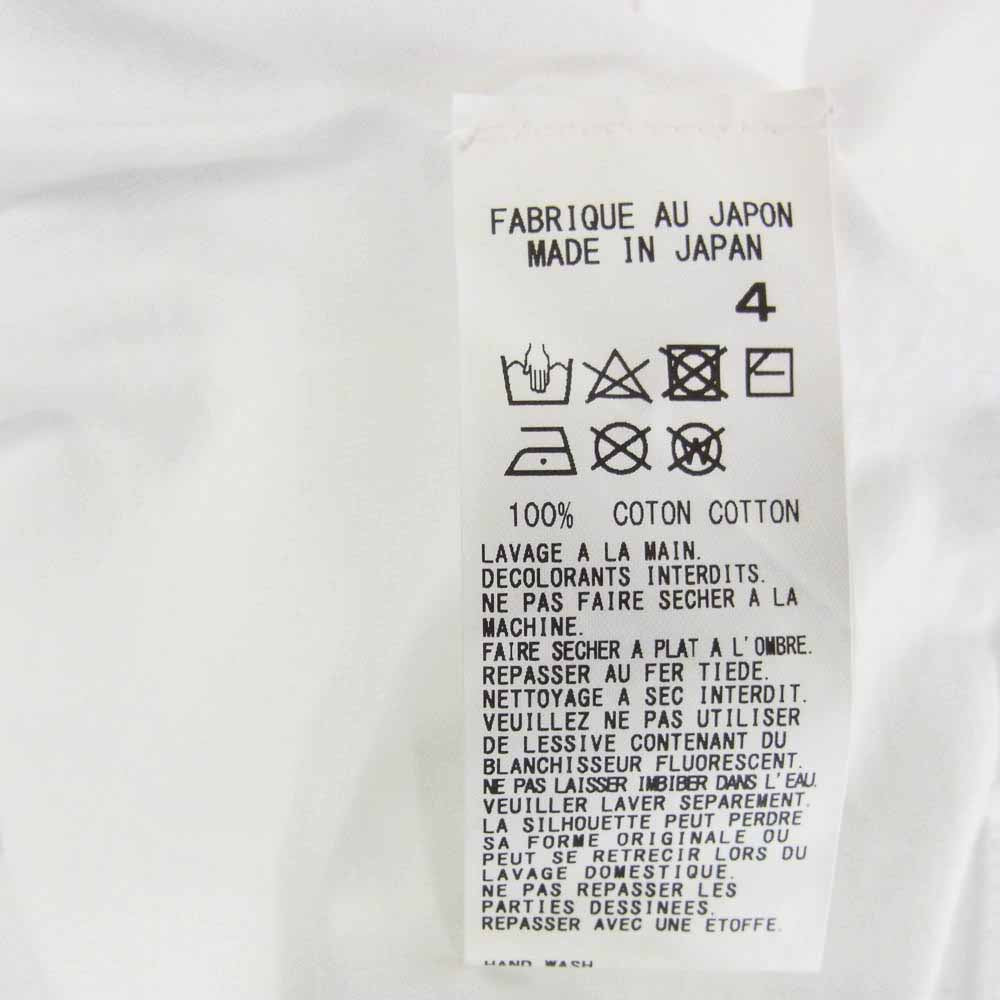 FABRIQUE AU JAPON
MADE IN JAPAN
4
W
100% COTON COTTON
LAVAGE A LA MAIN.
DECOLORANTS INTERDITS.
NE PAS FAIRE SECHER A LA
MACHINE.
FAIRE SECHER A PLAT A L'OMBRE.
REPASSER AU FER TIEDE.
NETTOYAGE A SEC INTERDIT.
VEUILLEZ NE PAS UTILISER
DE LESSIVE CONTENANT DU
BLANCHISSEUR FLUORESCENT.
NE PAS LAISSER IMBIBER DANS L'EAU.
VEUILLER LAVER SEPAREMENT.
LA SILHOUETTE PEUT PERDRE
SA FORME ORIGINALE OU
PEUT SE RETRECIR LORS DU
LAVAGE DOMESTIQUE.
NE PAS REPASSER LES
PARTIES DESSINEES.
REPASSER AVEC UNE ETOFFE.
HAND WASH